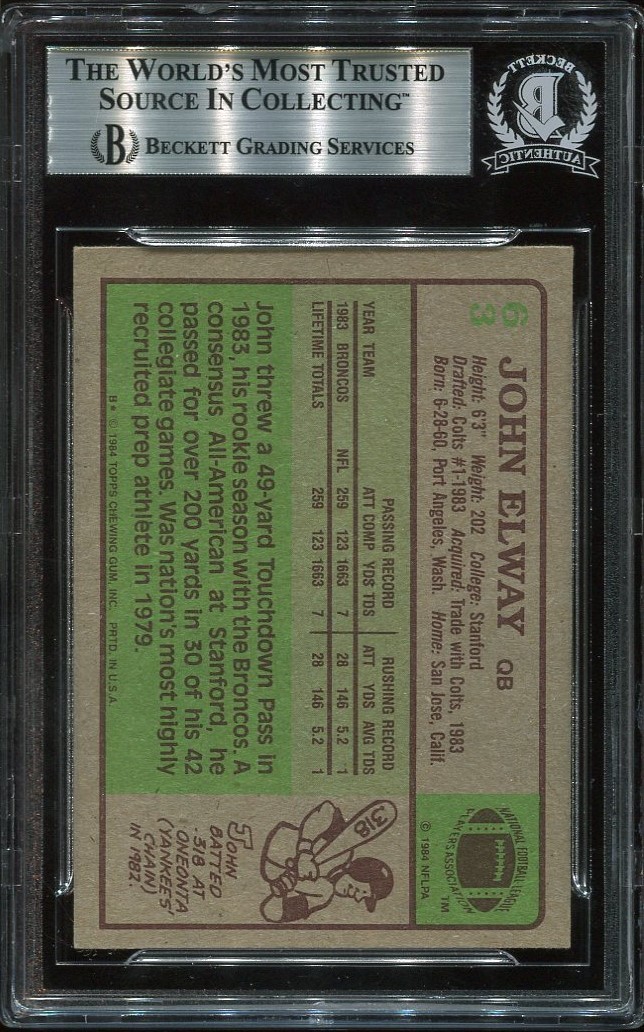 THE WORLD'S MOST TRUSTED
SOURCE IN COLLECTING™
B BECKETT GRADING SERVICES
BECKETT
B
AUTHENTIC
63
JOHN ELWAY QB
Height: 6'3" Weight: 202 College: Stanford
Drafted: Colts #1-1983 Acquired: Trade with Colts, 1983
Born: 6-28-60, Port Angeles, Wash. Home: San Jose, Calif.
NATIONAL FOOTBALL LEAGUE
PLAYERS ASSOCIATION
TM
© 1984 NFLPA
PASSING RECORD RUSHING RECORD
YEAR TEAM ATT COMP YDS TDS ATT YDS AVG TDS
1983 BRONCOS NFL 259 123 1663 7 28 146 5.2 1
LIFETIME TOTALS 259 123 1663 7 28 146 5.2 1
John threw a 49-yard Touchdown Pass in
1983, his rookie season with the Broncos. A
consensus All-American at Stanford, he
passed for over 200 yards in 30 of his 42
collegiate games. Was nation's most highly
recruited prep athlete in 1979.
318
JOHN
BATTED
.318 AT
ONEONTA
(YANKEES'
CHAIN)
IN 1982.
B* © 1984 TOPPS CHEWING GUM, INC. PRTD. IN U.S.A.